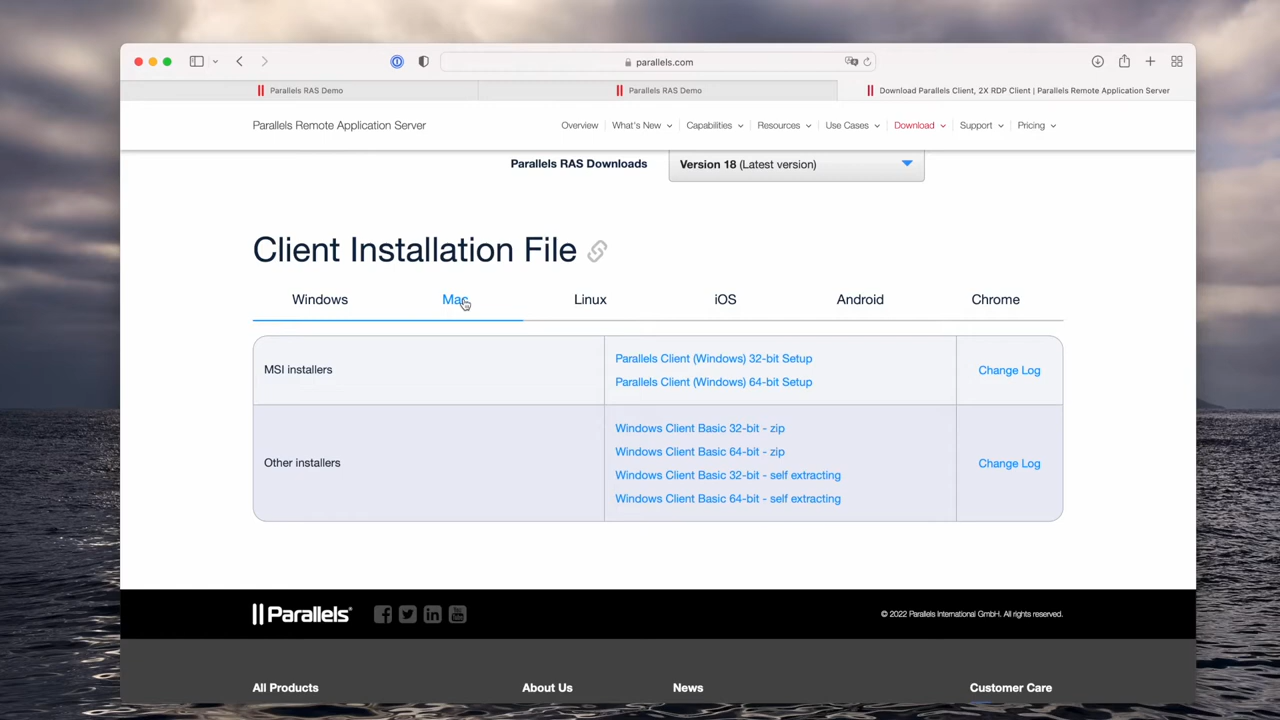 parallels.com
Parallels RAS Demo
Parallels RAS Demo
Download Parallels Client, 2X RDP Client | Parallels Remote Application Server
Parallels Remote Application Server
Overview
What's New
Capabilities
Resources
Use Cases
Download
Support
Pricing
Parallels RAS Downloads
Version 18 (Latest version)
Client Installation File
Windows
Mac
Linux
iOS
Android
Chrome
MSI installers
Parallels Client (Windows) 32-bit Setup
Parallels Client (Windows) 64-bit Setup
Change Log
Other installers
Windows Client Basic 32-bit - zip
Windows Client Basic 64-bit - zip
Windows Client Basic 32-bit - self extracting
Windows Client Basic 64-bit - self extracting
Change Log
Parallels®
© 2022 Parallels International GmbH. All rights reserved.
All Products
About Us
News
Customer Care